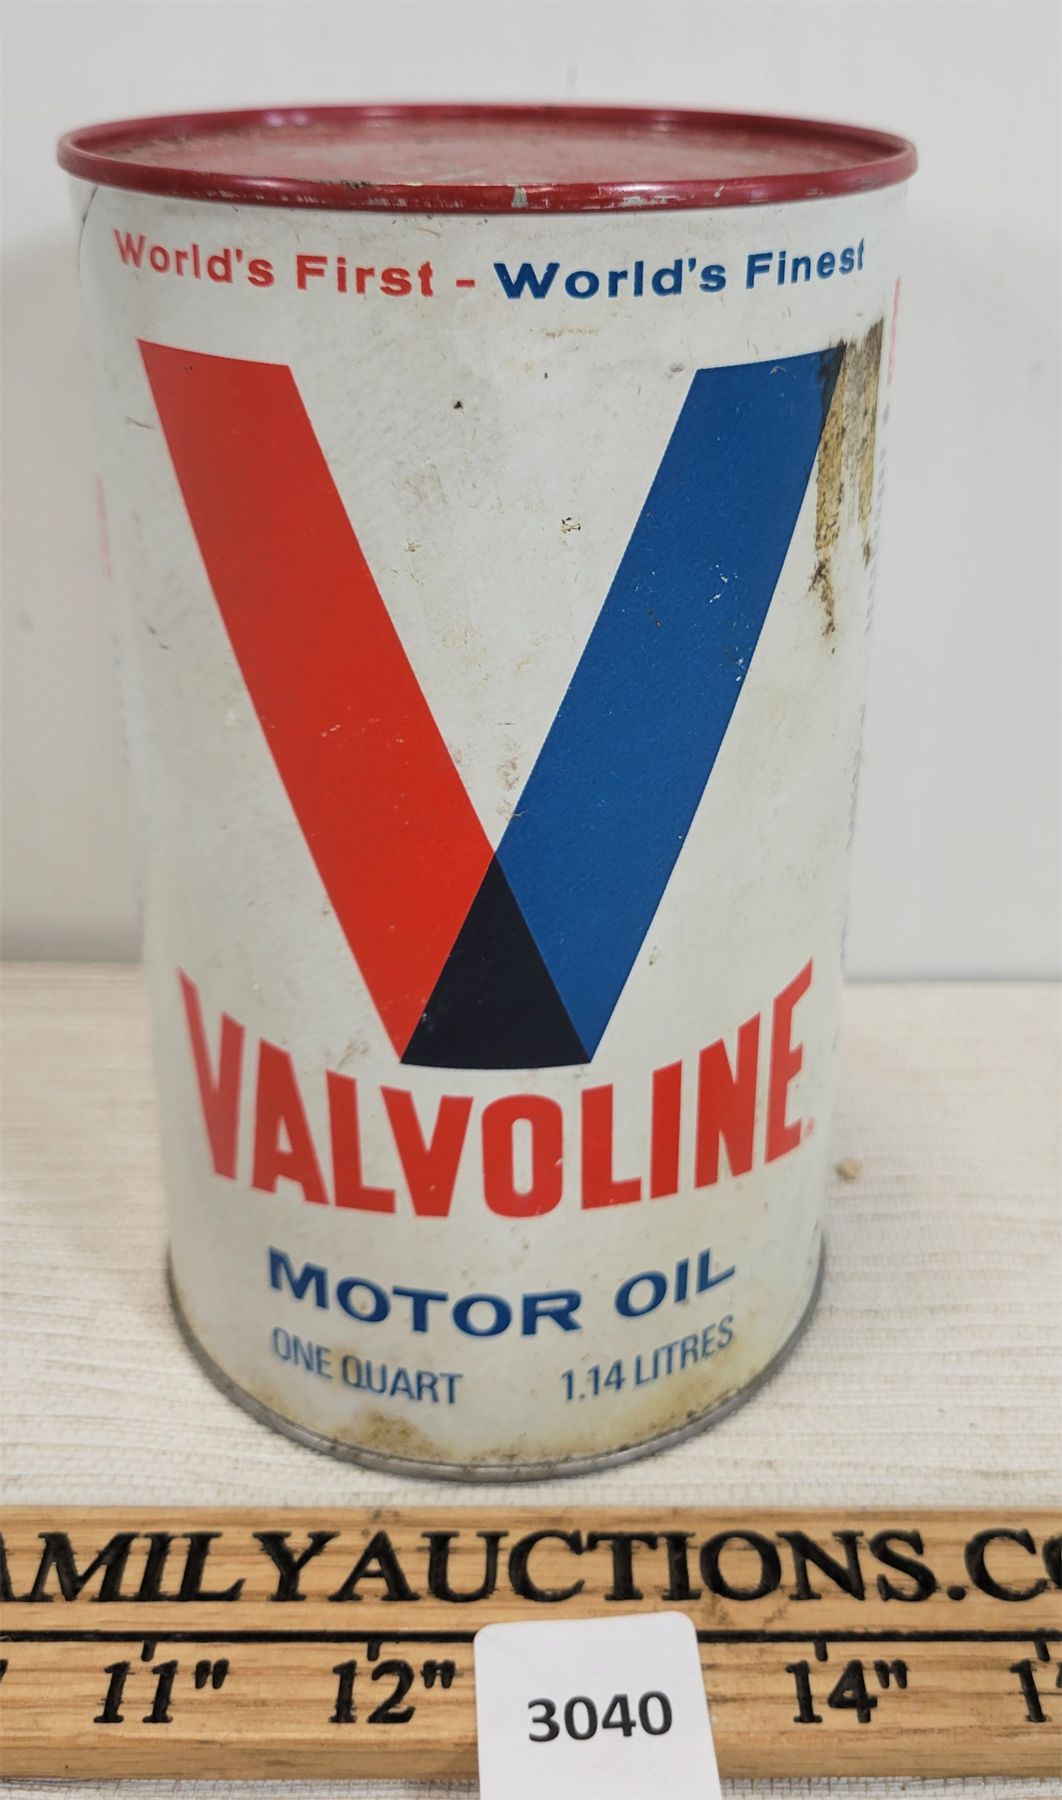 World's First - World's Finest
VALVOLINE
MOTOR OIL
ONE QUART 1.14 LITRES
AMILYAUCTIONS.C
11" 12" 14"
3040